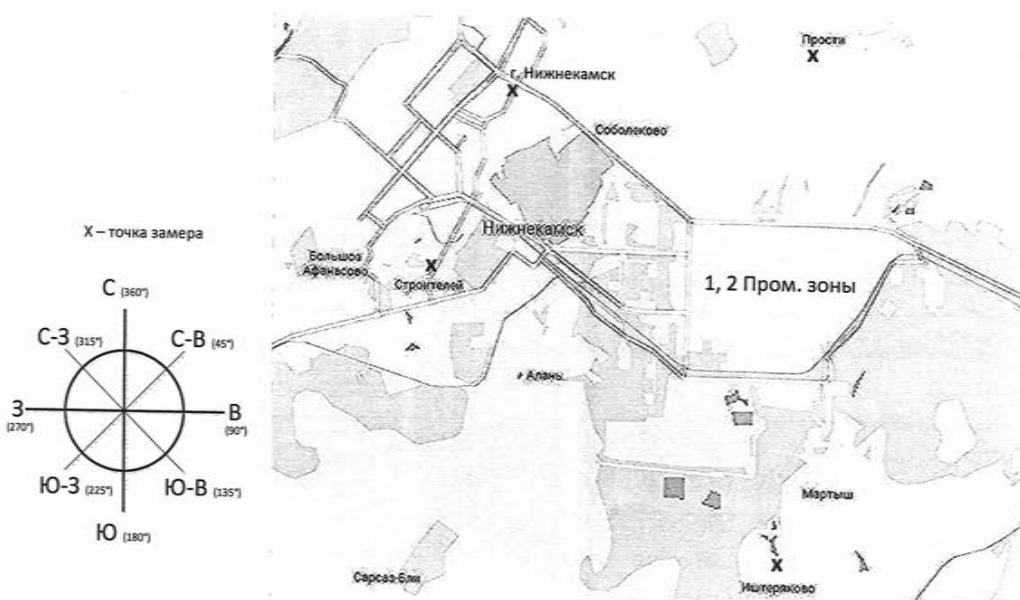 Прости
X
г. Нижнекамск
X
Соболеково
X – точка замера
Нижнекамск
Большое
Афанасово
X
Строителей
1, 2 Пром. зоны
С (360°)
С-З (315°)
С-В (45°)
Алань
З
(270°)
В
(90°)
Ю-З (225°)
Ю-В (135°)
Мартыш
Ю (180°)
X
Сарсаз-Бли
Иштеряково